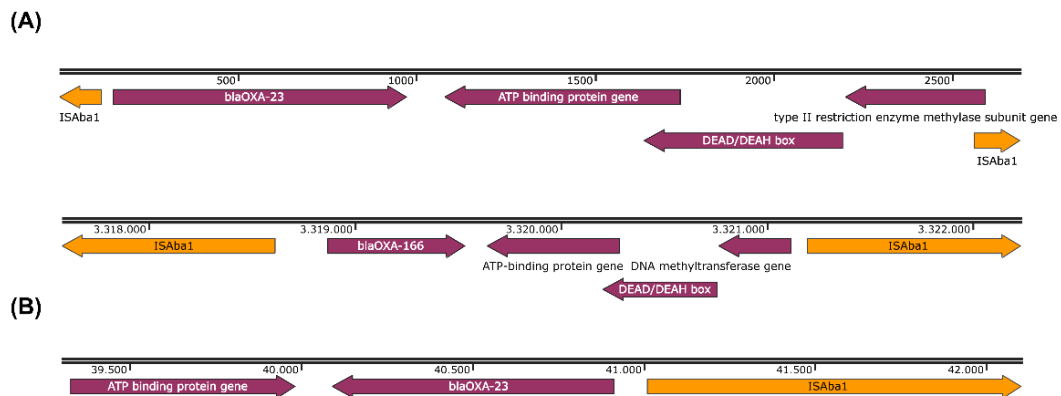 (A)
500 1000 1500 2000 2500
blaOXA-23 ATP binding protein gene
ISAba1 type II restriction enzyme methylase subunit gene
DEAD/DEAH box
ISAba1
3.318.000 3.319.000 3.320.000 3.321.000 3.322.000
ISAba1 blaOXA-166 ISAba1
ATP-binding protein gene DNA methyltransferase gene
DEAD/DEAH box
(B)
39.500 40.000 40.500 41.000 41.500 42.000
ATP binding protein gene blaOXA-23 ISAba1